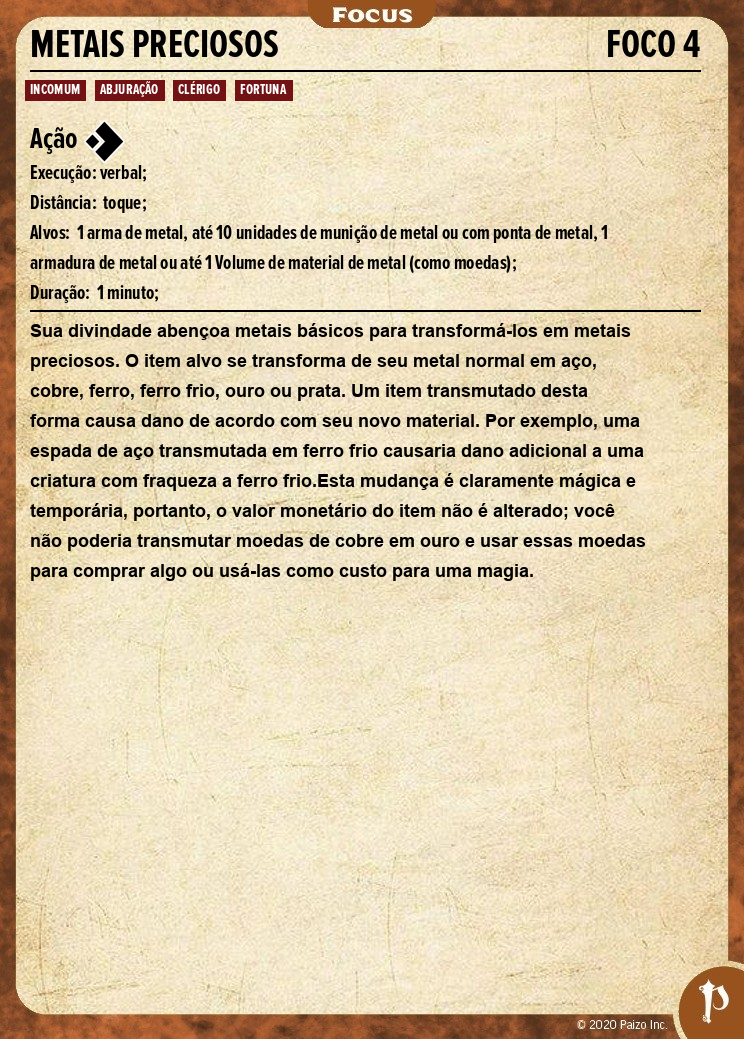 Focus
METAIS PRECIOSOS FOCO 4
INCOMUM ABJURAÇÃO CLÉRIGO FORTUNA
Ação
Execução: verbal;
Distância: toque;
Alvos: 1 arma de metal, até 10 unidades de munição de metal ou com ponta de metal, 1
armadura de metal ou até 1 Volume de material de metal (como moedas);
Duração: 1 minuto;
Sua divindade abençoa metais básicos para transformá-los em metais
preciosos. O item alvo se transforma de seu metal normal em aço,
cobre, ferro, ferro frio, ouro ou prata. Um item transmutado desta
forma causa dano de acordo com seu novo material. Por exemplo, uma
espada de aço transmutada em ferro frio causaria dano adicional a uma
criatura com fraqueza a ferro frio.Esta mudança é claramente mágica e
temporária, portanto, o valor monetário do item não é alterado; você
não poderia transmutar moedas de cobre em ouro e usar essas moedas
para comprar algo ou usá-las como custo para uma magia.
© 2020 Paizo Inc.
P